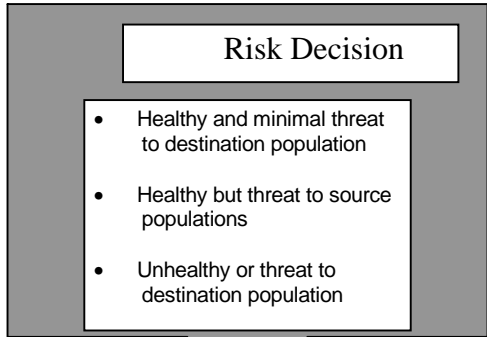 Risk Decision
• Healthy and minimal threat
to destination population
• Healthy but threat to source
populations
• Unhealthy or threat to
destination population